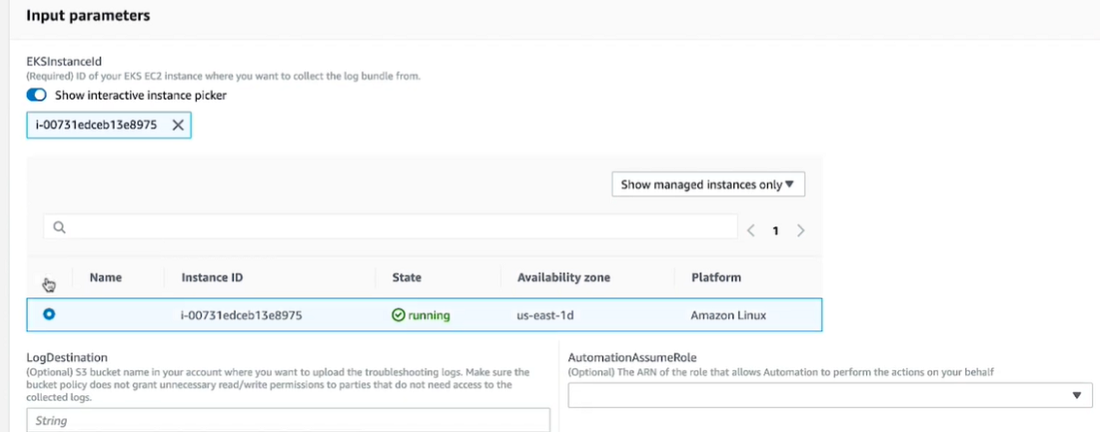 Input parameters
EKSInstanceId
(Required) ID of your EKS EC2 instance where you want to collect the log bundle from.
Show interactive instance picker
i-00731edceb13e8975
Show managed instances only
1
Name Instance ID State Availability zone Platform
i-00731edceb13e8975 running us-east-1d Amazon Linux
LogDestination
(Optional) S3 bucket name in your account where you want to upload the troubleshooting logs. Make sure the
bucket policy does not grant unnecessary read/write permissions to parties that do not need access to the
collected logs.
String
AutomationAssumeRole
(Optional) The ARN of the role that allows Automation to perform the actions on your behalf